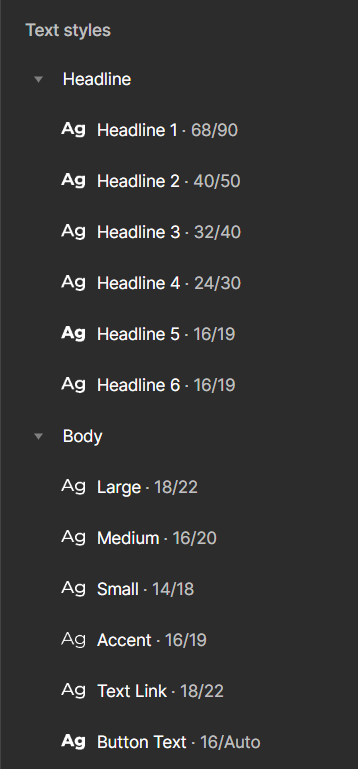 Text styles
Headline
Ag Headline 1 · 68/90
Ag Headline 2 · 40/50
Ag Headline 3 · 32/40
Ag Headline 4 · 24/30
Ag Headline 5 · 16/19
Ag Headline 6 · 16/19
Body
Ag Large · 18/22
Ag Medium · 16/20
Ag Small · 14/18
Ag Accent · 16/19
Ag Text Link · 18/22
Ag Button Text · 16/Auto